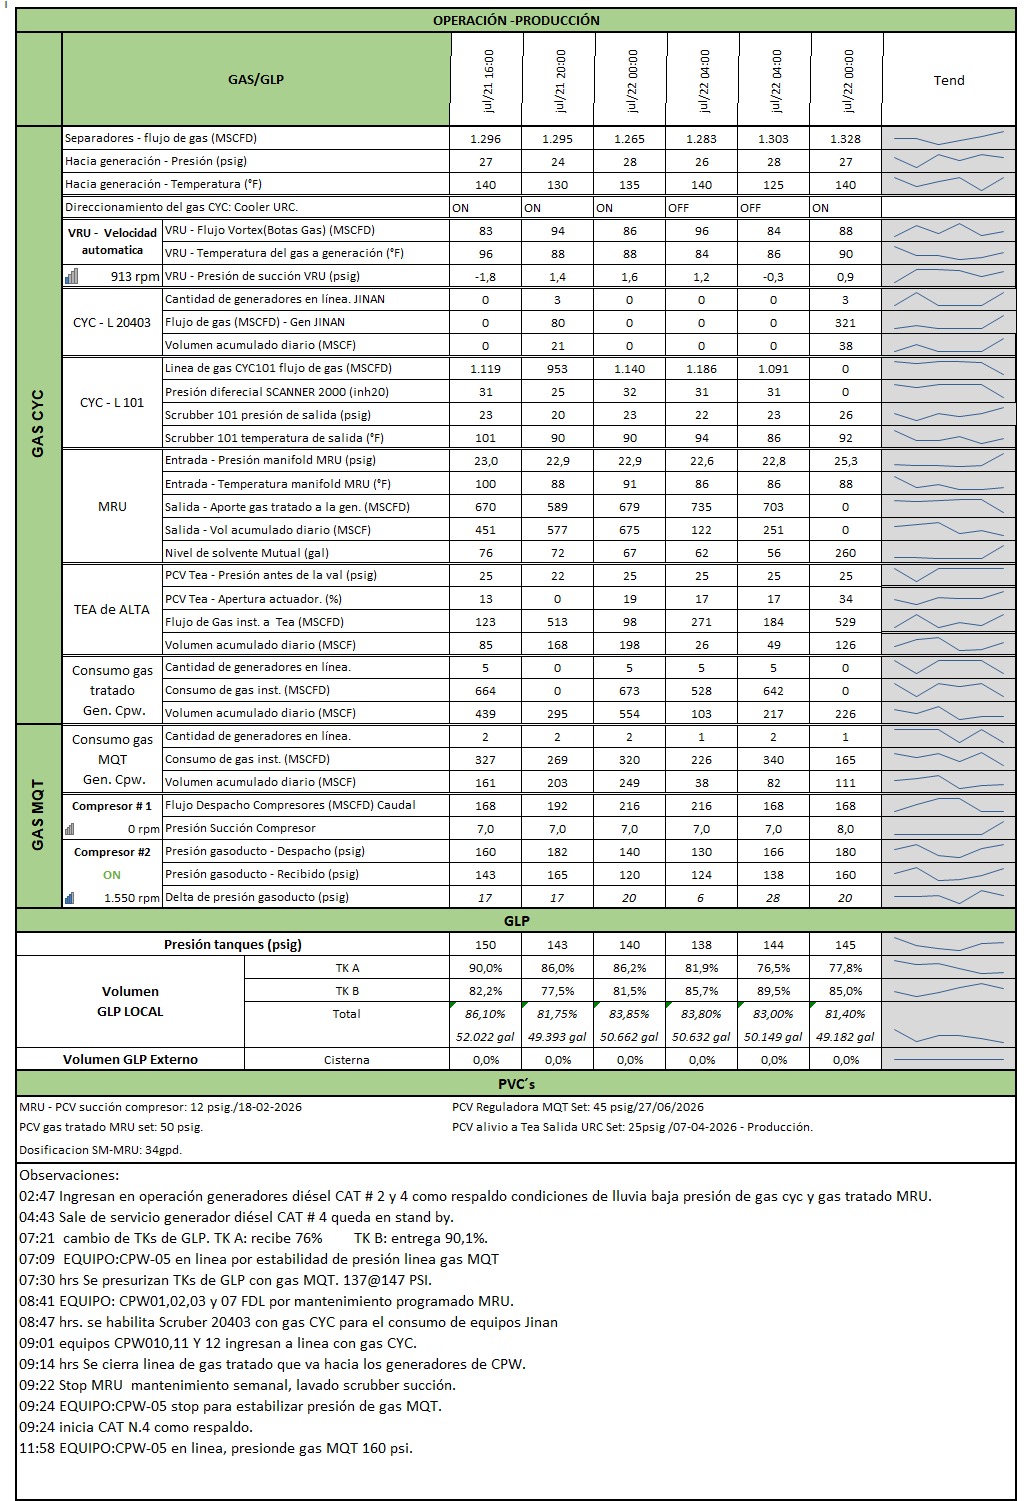 OPERACIÓN -PRODUCCIÓN
GAS/GLP jul/21 16:00 jul/21 20:00 jul/22 00:00 jul/22 04:00 jul/22 04:00 jul/22 00:00 Tend
GAS CYC
Separadores - flujo de gas (MSCFD) 1.296 1.295 1.265 1.283 1.303 1.328
Hacia generación - Presión (psig) 27 24 28 26 28 27
Hacia generación - Temperatura (°F) 140 130 135 140 125 140
Direccionamiento del gas CYC: Cooler URC. ON ON ON OFF OFF ON
VRU - Velocidad automatica
913 rpm
VRU - Flujo Vortex(Botas Gas) (MSCFD) 83 94 86 96 84 88
VRU - Temperatura del gas a generación (°F) 96 88 88 84 86 90
VRU - Presión de succión VRU (psig) -1,8 1,4 1,6 1,2 -0,3 0,9
CYC - L 20403
Cantidad de generadores en línea. JINAN 0 3 0 0 0 3
Flujo de gas (MSCFD) - Gen JINAN 0 80 0 0 0 321
Volumen acumulado diario (MSCF) 0 21 0 0 0 38
CYC - L 101
Linea de gas CYC101 flujo de gas (MSCFD) 1.119 953 1.140 1.186 1.091 0
Presión diferecial SCANNER 2000 (inh20) 31 25 32 31 31 0
Scrubber 101 presión de salida (psig) 23 20 23 22 23 26
Scrubber 101 temperatura de salida (°F) 101 90 90 94 86 92
MRU
Entrada - Presión manifold MRU (psig) 23,0 22,9 22,9 22,6 22,8 25,3
Entrada - Temperatura manifold MRU (°F) 100 88 91 86 86 88
Salida - Aporte gas tratado a la gen. (MSCFD) 670 589 679 735 703 0
Salida - Vol acumulado diario (MSCF) 451 577 675 122 251 0
Nivel de solvente Mutual (gal) 76 72 67 62 56 260
TEA de ALTA
PCV Tea - Presión antes de la val (psig) 25 22 25 25 25 25
PCV Tea - Apertura actuador. (%) 13 0 19 17 17 34
Flujo de Gas inst. a Tea (MSCFD) 123 513 98 271 184 529
Volumen acumulado diario (MSCF) 85 168 198 26 49 126
Consumo gas tratado Gen. Cpw.
Cantidad de generadores en línea. 5 0 5 5 5 0
Consumo de gas inst. (MSCFD) 664 0 673 528 642 0
Volumen acumulado diario (MSCF) 439 295 554 103 217 226
GAS MQT
Consumo gas MQT Gen. Cpw.
Cantidad de generadores en línea. 2 2 2 1 2 1
Consumo de gas inst. (MSCFD) 327 269 320 226 340 165
Volumen acumulado diario (MSCF) 161 203 249 38 82 111
Compresor # 1
0 rpm
Flujo Despacho Compresores (MSCFD) Caudal 168 192 216 216 168 168
Presión Succión Compresor 7,0 7,0 7,0 7,0 7,0 8,0
Compresor #2
ON
1.550 rpm
Presión gasoducto - Despacho (psig) 160 182 140 130 166 180
Presión gasoducto - Recibido (psig) 143 165 120 124 138 160
Delta de presión gasoducto (psig) 17 17 20 6 28 20
GLP
Presión tanques (psig) 150 143 140 138 144 145
Volumen
GLP LOCAL
TK A 90,0% 86,0% 86,2% 81,9% 76,5% 77,8%
TK B 82,2% 77,5% 81,5% 85,7% 89,5% 85,0%
Total 86,10% 81,75% 83,85% 83,80% 83,00% 81,40%
52.022 gal 49.393 gal 50.662 gal 50.632 gal 50.149 gal 49.182 gal
Volumen GLP Externo Cisterna 0,0% 0,0% 0,0% 0,0% 0,0% 0,0%
PVC´s
MRU - PCV succión compresor: 12 psig./18-02-2026 PCV Reguladora MQT Set: 45 psig/27/06/2026
PCV gas tratado MRU set: 50 psig. PCV alivio a Tea Salida URC Set: 25psig /07-04-2026 - Producción.
Dosificacion SM-MRU: 34gpd.
Observaciones:
02:47 Ingresan en operación generadores diésel CAT # 2 y 4 como respaldo condiciones de lluvia baja presión de gas cyc y gas tratado MRU.
04:43 Sale de servicio generador diésel CAT # 4 queda en stand by.
07:21 cambio de TKs de GLP. TK A: recibe 76% TK B: entrega 90,1%.
07:09 EQUIPO:CPW-05 en linea por estabilidad de presión linea gas MQT
07:30 hrs Se presurizan TKs de GLP con gas MQT. 137@147 PSI.
08:41 EQUIPO: CPW01,02,03 y 07 FDL por mantenimiento programado MRU.
08:47 hrs. se habilita Scruber 20403 con gas CYC para el consumo de equipos Jinan
09:01 equipos CPW010,11 Y 12 ingresan a linea con gas CYC.
09:14 hrs Se cierra linea de gas tratado que va hacia los generadores de CPW.
09:22 Stop MRU mantenimiento semanal, lavado scrubber succión.
09:24 EQUIPO:CPW-05 stop para estabilizar presión de gas MQT.
09:24 inicia CAT N.4 como respaldo.
11:58 EQUIPO:CPW-05 en linea, presionde gas MQT 160 psi.